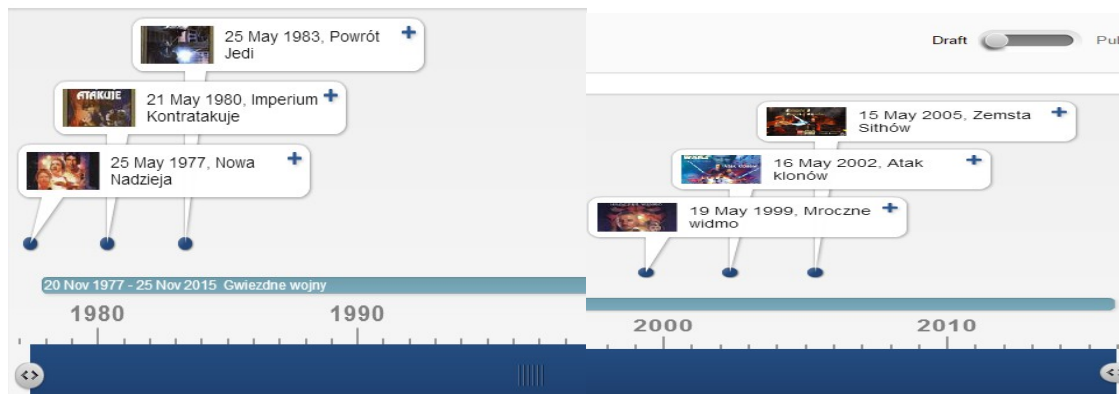 25 May 1983, Powrót
Jedi
ATAKUJE
21 May 1980, Imperium
Kontratakuje
25 May 1977, Nowa
Nadzieja
20 Nov 1977 - 25 Nov 2015 Gwiezdne wojny
1980
1990
Draft
Pul
15 May 2005, Zemsta
Sithów
16 May 2002, Atak
klonów
19 May 1999, Mroczne
widmo
2000
2010